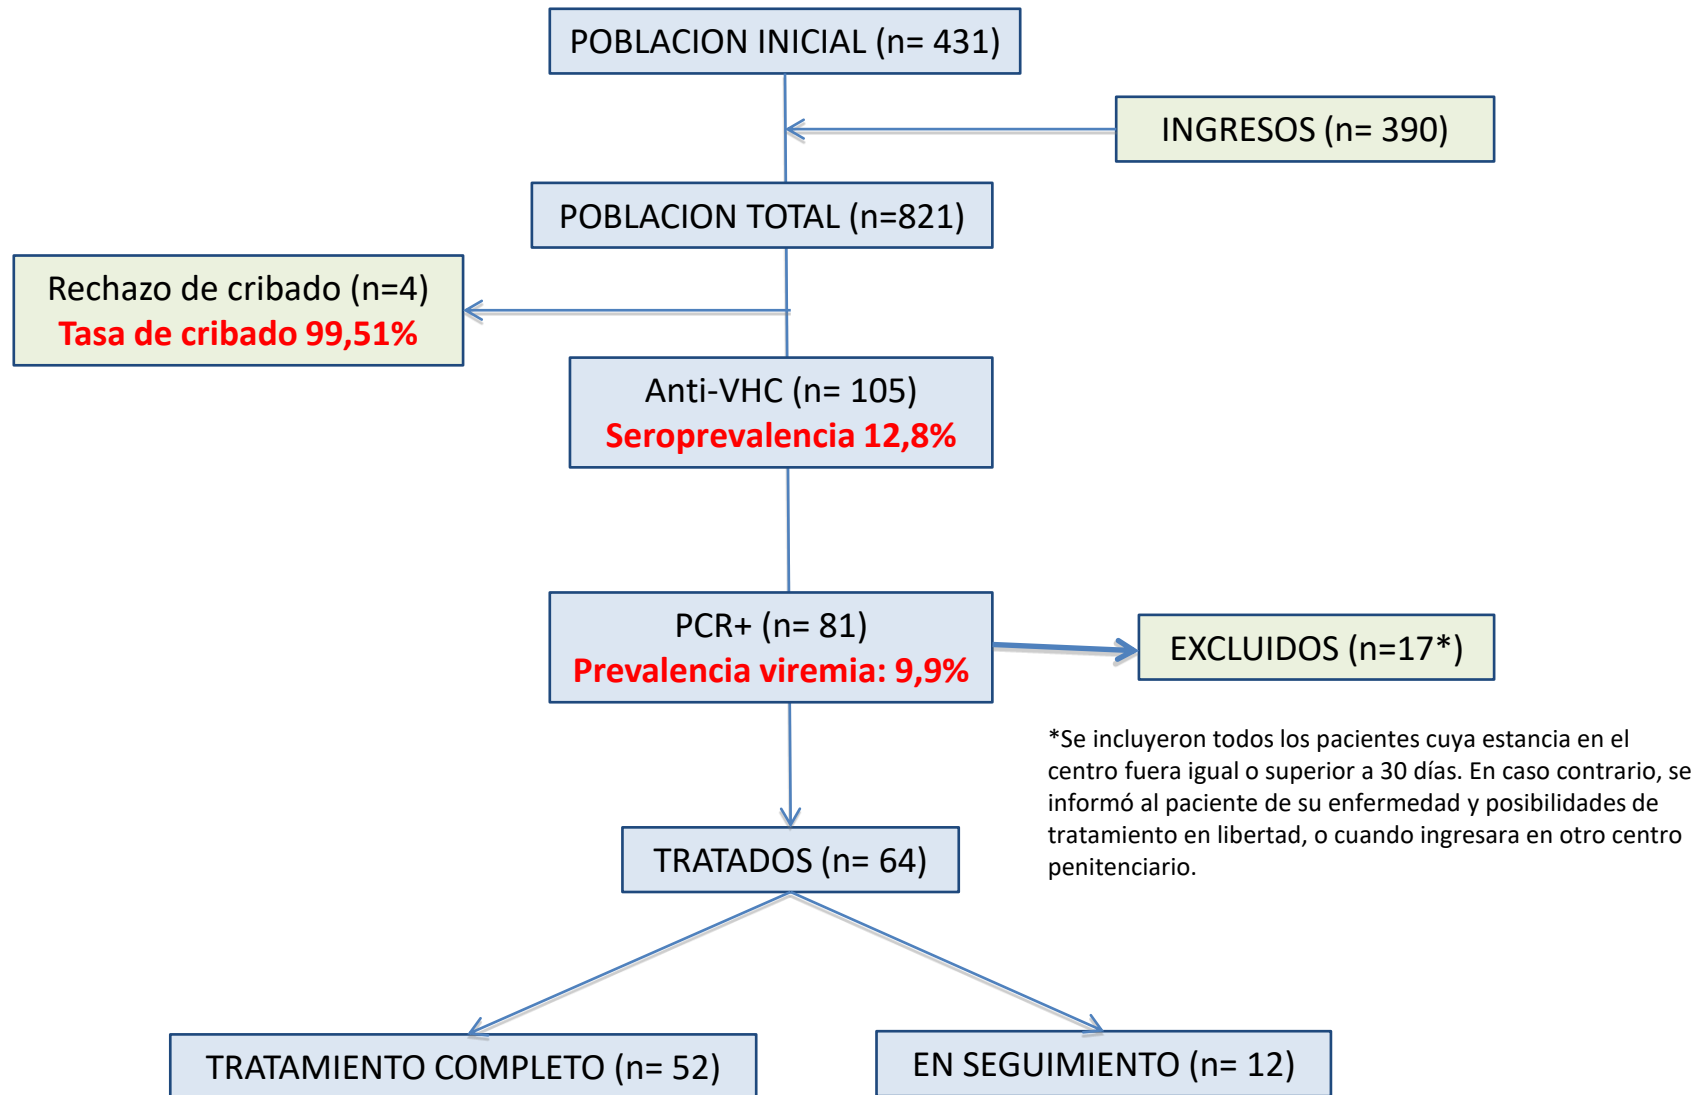 POBLACION INICIAL (n= 431)
INGRESOS (n= 390)
POBLACION TOTAL (n=821)
Rechazo de cribado (n=4)
Tasa de cribado 99,51%
Anti-VHC (n= 105)
Seroprevalencia 12,8%
PCR+ (n= 81)
Prevalencia viremia: 9,9%
EXCLUIDOS (n=17*)
*Se incluyeron todos los pacientes cuya estancia en el
centro fuera igual o superior a 30 días. En caso contrario, se
informó al paciente de su enfermedad y posibilidades de
tratamiento en libertad, o cuando ingresara en otro centro
penitenciario.
TRATADOS (n= 64)
TRATAMIENTO COMPLETO (n= 52)
EN SEGUIMIENTO (n= 12)